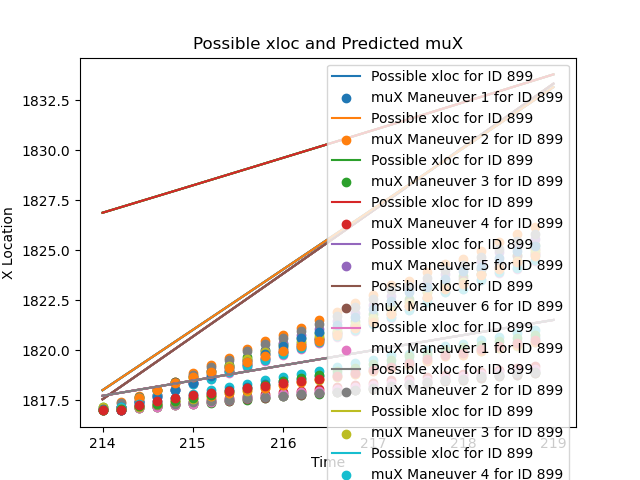 Possible xloc and Predicted muX
X Location
1832.5
1830.0
1827.5
1825.0
1822.5
1820.0
1817.5
Possible xloc for ID 899
muX Maneuver 1 for ID 899
Possible xloc for ID 899
muX Maneuver 2 for ID 899
Possible xloc for ID 899
muX Maneuver 3 for ID 899
Possible xloc for ID 899
muX Maneuver 4 for ID 899
Possible xloc for ID 899
muX Maneuver 5 for ID 899
Possible xloc for ID 899
muX Maneuver 6 for ID 899
Possible xloc for ID 899
muX Maneuver 1 for ID 899
Possible xloc for ID 899
muX Maneuver 2 for ID 899
Possible xloc for ID 899
muX Maneuver 3 for ID 899
Possible xloc for ID 899
muX Maneuver 4 for ID 899
214 215 216 217 218 219
Time